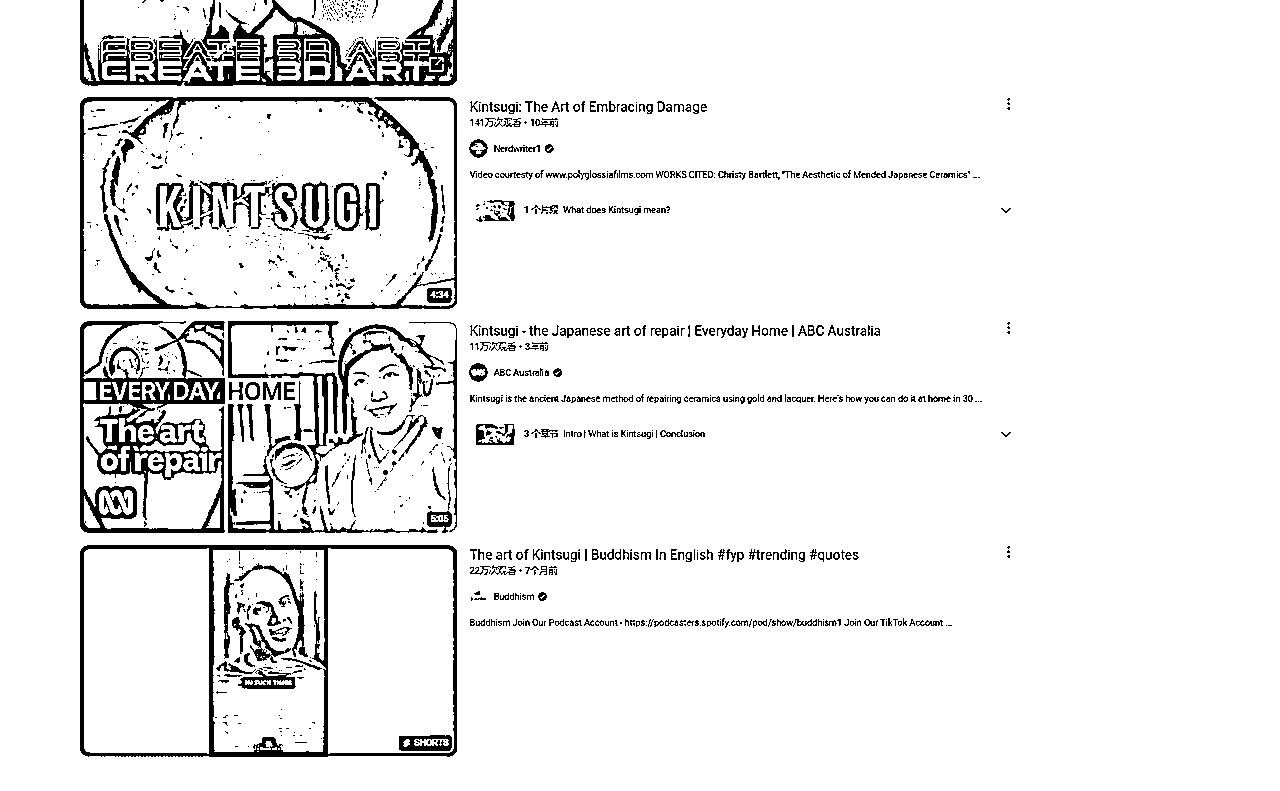 CREATE 3D ART
CREATE 3D ART
KINTSUGI
4:34
Kintsugi: The Art of Embracing Damage
141万次观看 • 10年前
Nerdwriter1
Video courtesty of www.polyglossiafilms.com WORKS CITED: Christy Bartlett, "The Aesthetic of Mended Japanese Ceramics" ...
1 个片段 What does Kintsugi mean?
EVERYDAY HOME
The art
of repair
5:05
Kintsugi - the Japanese art of repair | Everyday Home | ABC Australia
11万次观看 • 3年前
ABC Australia
Kintsugi is the ancient Japanese method of repairing ceramics using gold and lacquer. Here's how you can do it at home in 30 ...
3 个章节 Intro | What is Kintsugi | Conclusion
NO SUCH THING
SHORTS
The art of Kintsugi | Buddhism In English #fyp #trending #quotes
22万次观看 • 7个月前
Buddhism
Buddhism Join Our Podcast Account - https://podcasters.spotify.com/pod/show/buddhism1 Join Our TikTok Account ...